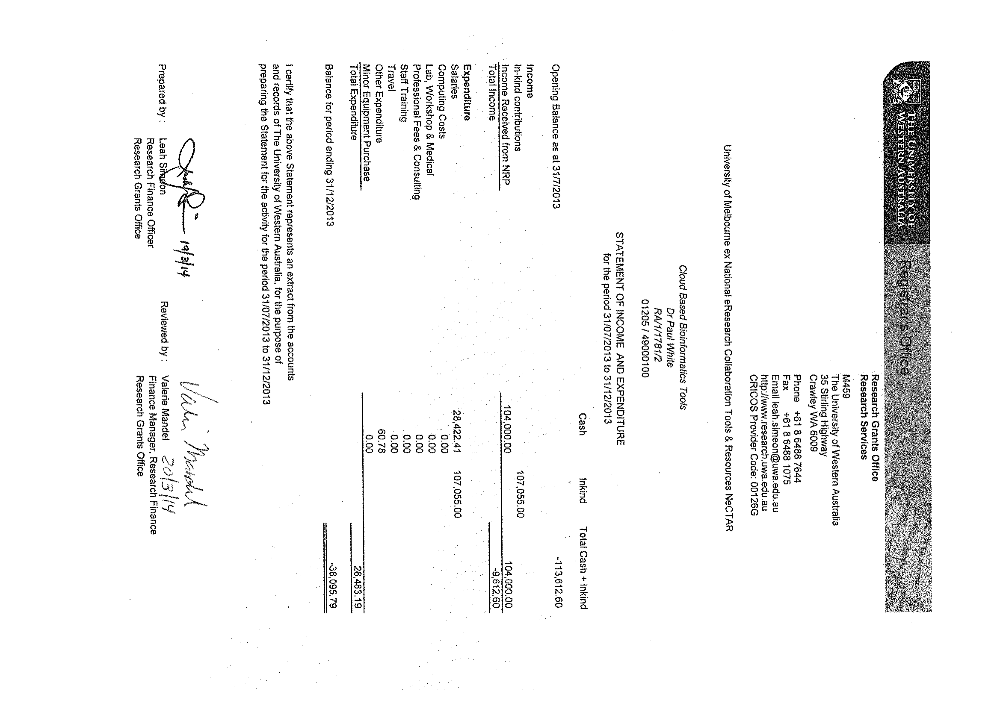 THE UNIVERSITY OF
WESTERN AUSTRALIA
Registrar's Office
Research Grants Office
Research Services
M459
The University of Western Australia
35 Stirling Highway
Crawley WA 6009
Phone +61 8 6488 7644
Fax +61 8 6488 1075
Email leah.simeon@uwa.edu.au
http://www.research.uwa.edu.au
CRICOS Provider Code: 00126G
University of Melbourne ex National eResearch Collaboration Tools & Resources NeCTAR
Cloud Based Bioinformatics Tools
Dr Paul White
RA/1/1781/2
01205 / 49000100
STATEMENT OF INCOME AND EXPENDITURE
for the period 31/07/2013 to 31/12/2013
Cash Inkind Total Cash + Inkind
Opening Balance as at 31/7/2013 -113,612.60
Income
In-kind contributions 107,055.00
Income Received from NRP 104,000.00 104,000.00
Total Income -9,612.60
Expenditure
Salaries 28,422.41 107,055.00
Computing Costs 0.00
Lab, Workshop & Medical 0.00
Professional Fees & Consulting 0.00
Staff Training 0.00
Travel 0.00
Other Expenditure 60.78
Minor Equipment Purchase 0.00
Total Expenditure 28,483.19
Balance for period ending 31/12/2013 -38,095.79
I certify that the above Statement represents an extract from the accounts
and records of The University of Western Australia, for the purpose of
preparing the Statement for the activity for the period 31/07/2013 to 31/12/2013
19/3/14
Valerie Mandel
Prepared by : Leah Simeon Reviewed by : Valerie Mandel 20/3/14
Research Finance Officer Finance Manager, Research Finance
Research Grants Office Research Grants Office